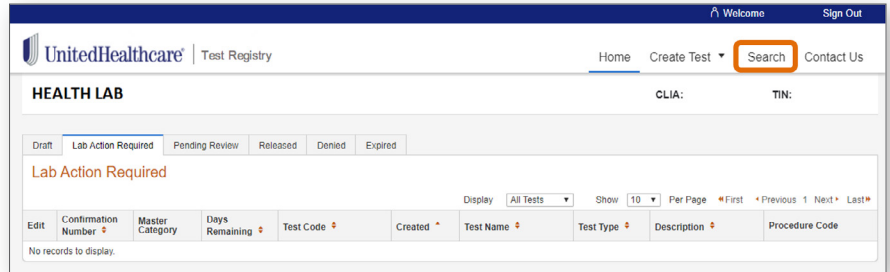 Welcome Sign Out
UnitedHealthcare® Test Registry Home Create Test Search Contact Us
HEALTH LAB CLIA: TIN:
Draft Lab Action Required Pending Review Released Denied Expired
Lab Action Required
Display All Tests Show 10 Per Page First Previous 1 Next Last
Edit Confirmation Number Master Category Days Remaining Test Code Created Test Name Test Type Description Procedure Code
No records to display.